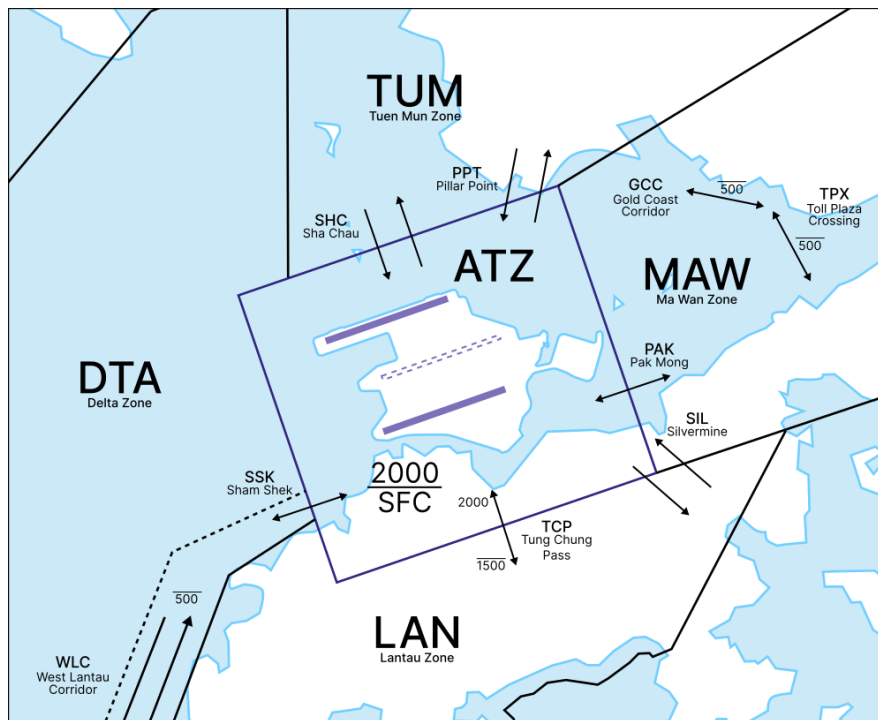 TUM
Tuen Mun Zone
PPT
Pillar Point
GCC
Gold Coast
Corridor
500
TPX
Toll Plaza
Crossing
500
SHC
Sha Chau
ATZ
MAW
Ma Wan Zone
DTA
Delta Zone
PAK
Pak Mong
SIL
Silvermine
SSK
Sham Shek
2000
SFC
2000
TCP
Tung Chung
Pass
1500
500
LAN
Lantau Zone
WLC
West Lantau
Corridor